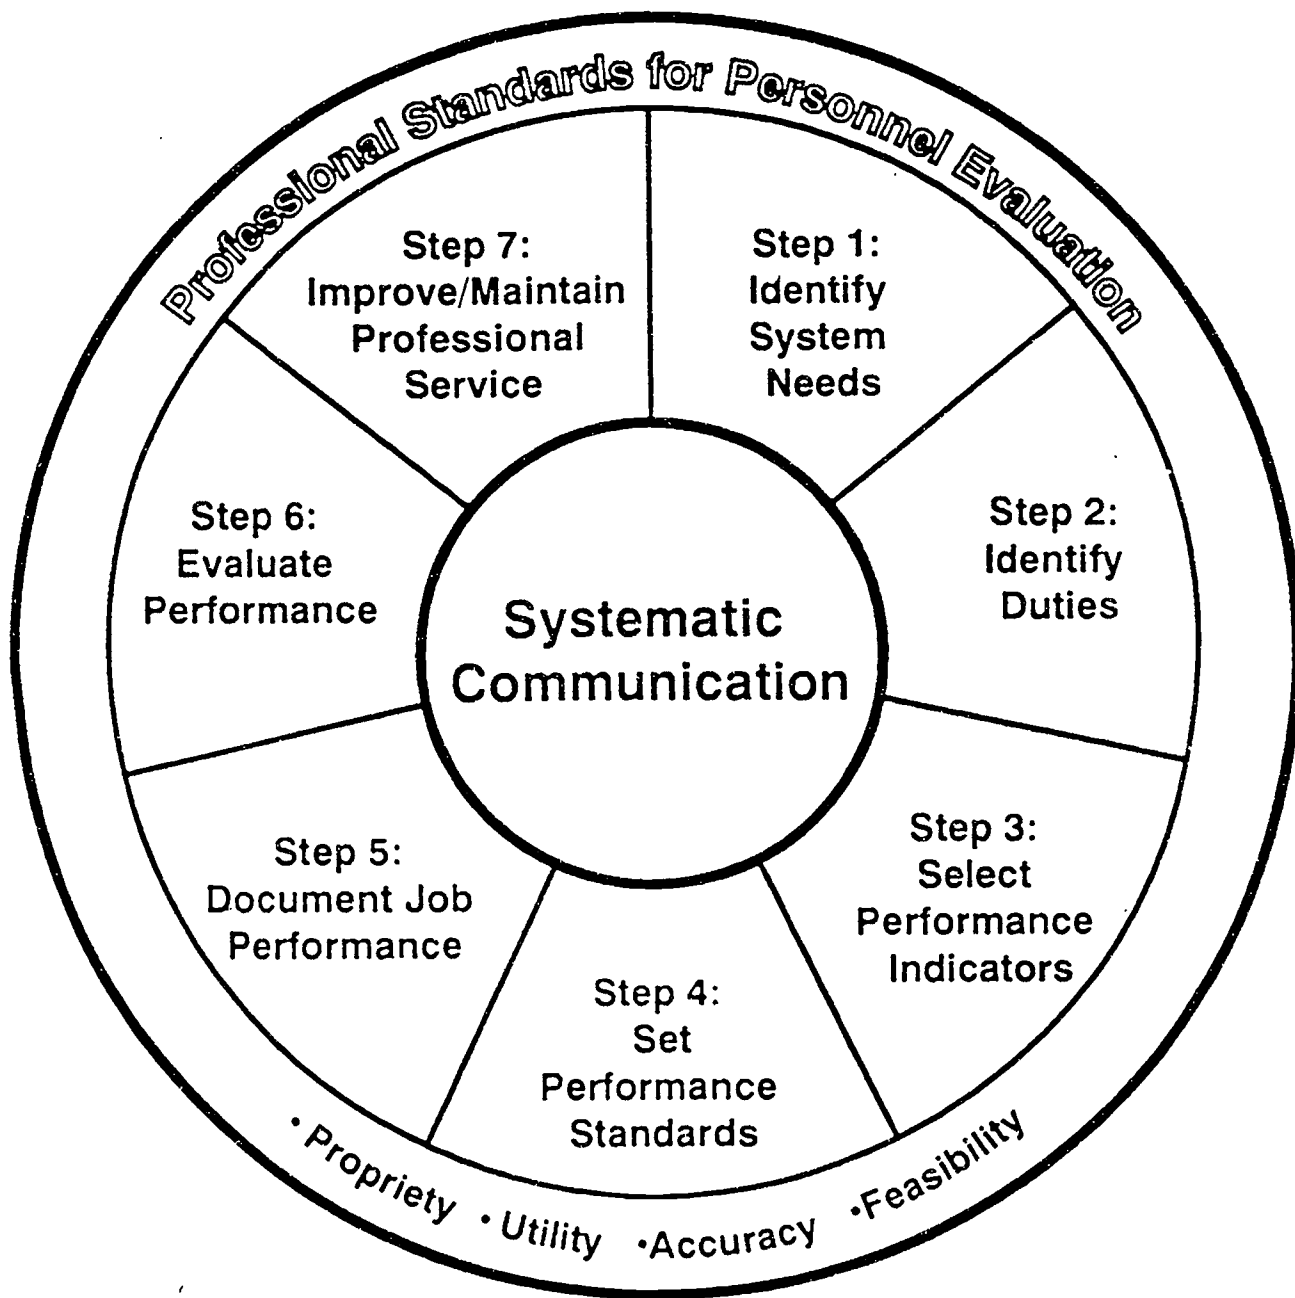 Professional Standards for Personnel Evaluation
Step 1:
Identify
System
Needs
Step 2:
Identify
Duties
Step 3:
Select
Performance
Indicators
Step 4:
Set
Performance
Standards
Step 5:
Document Job
Performance
Step 6:
Evaluate
Performance
Step 7:
Improve/Maintain
Professional
Service
Systematic
Communication
• Propriety • Utility •Accuracy •Feasibility